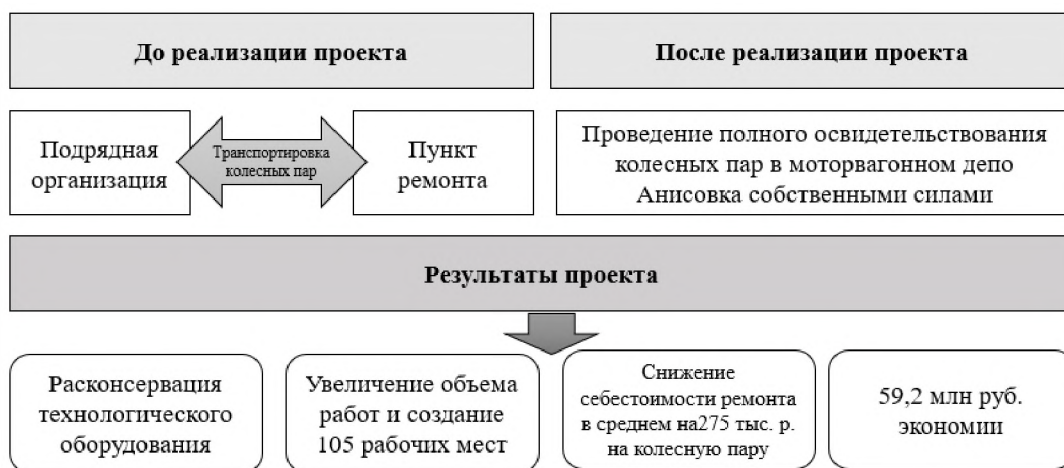 До реализации проекта
После реализации проекта
Подрядная
организация
Транспортировка
колесных пар
Пункт
ремонта
Проведение полного освидетельствования
колесных пар в моторвагонном депо
Анисовка собственными силами
Результаты проекта
Расконсервация
технологического
оборудования
Увеличение объема
работ и создание
105 рабочих мест
Снижение
себестоимости ремонта
в среднем на275 тыс. р.
на колесную пару
59,2 млн руб.
экономии